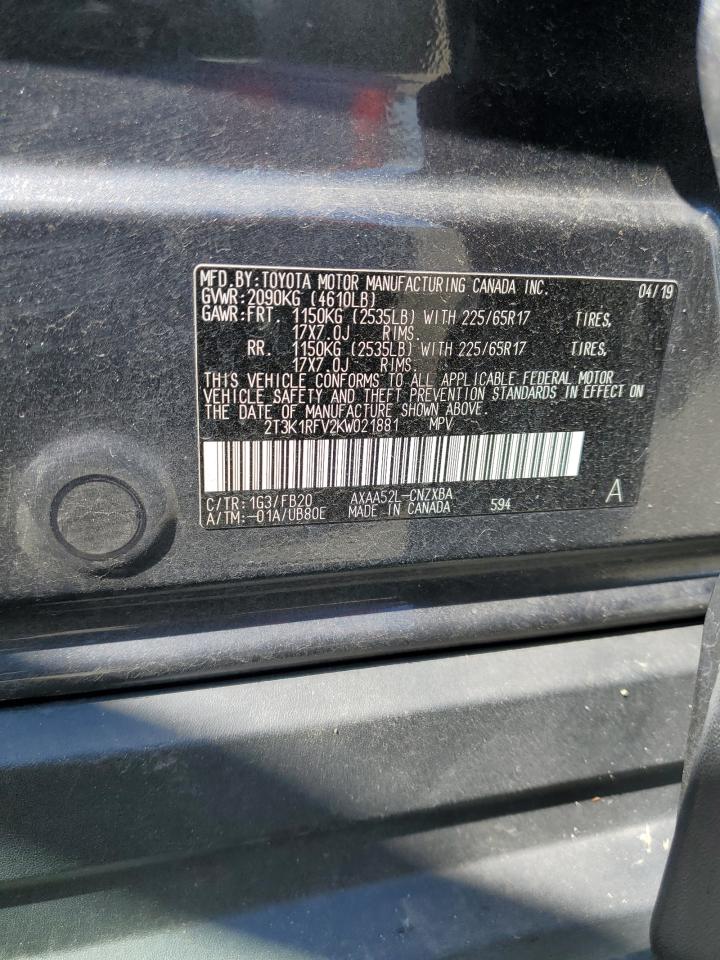 MFD.BY:TOYOTA MOTOR MANUFACTURING CANADA INC. 04/19
GVWR:2090KG (4610LB)
GAWR:FRT. 1150KG (2535LB) WITH 225/65R17 TIRES,
17X7.0J RIMS.
RR. 1150KG (2535LB) WITH 225/65R17 TIRES,
17X7.0J RIMS.
THIS VEHICLE CONFORMS TO ALL APPLICABLE FEDERAL MOTOR
VEHICLE SAFETY AND THEFT PREVENTION STANDARDS IN EFFECT ON
THE DATE OF MANUFACTURE SHOWN ABOVE.
2T3K1RFV2KW021881 MPV
C/TR:1G3/FB20 AXAA52L-CNZXBA A
A/TM:-01A/UB80E MADE IN CANADA 594